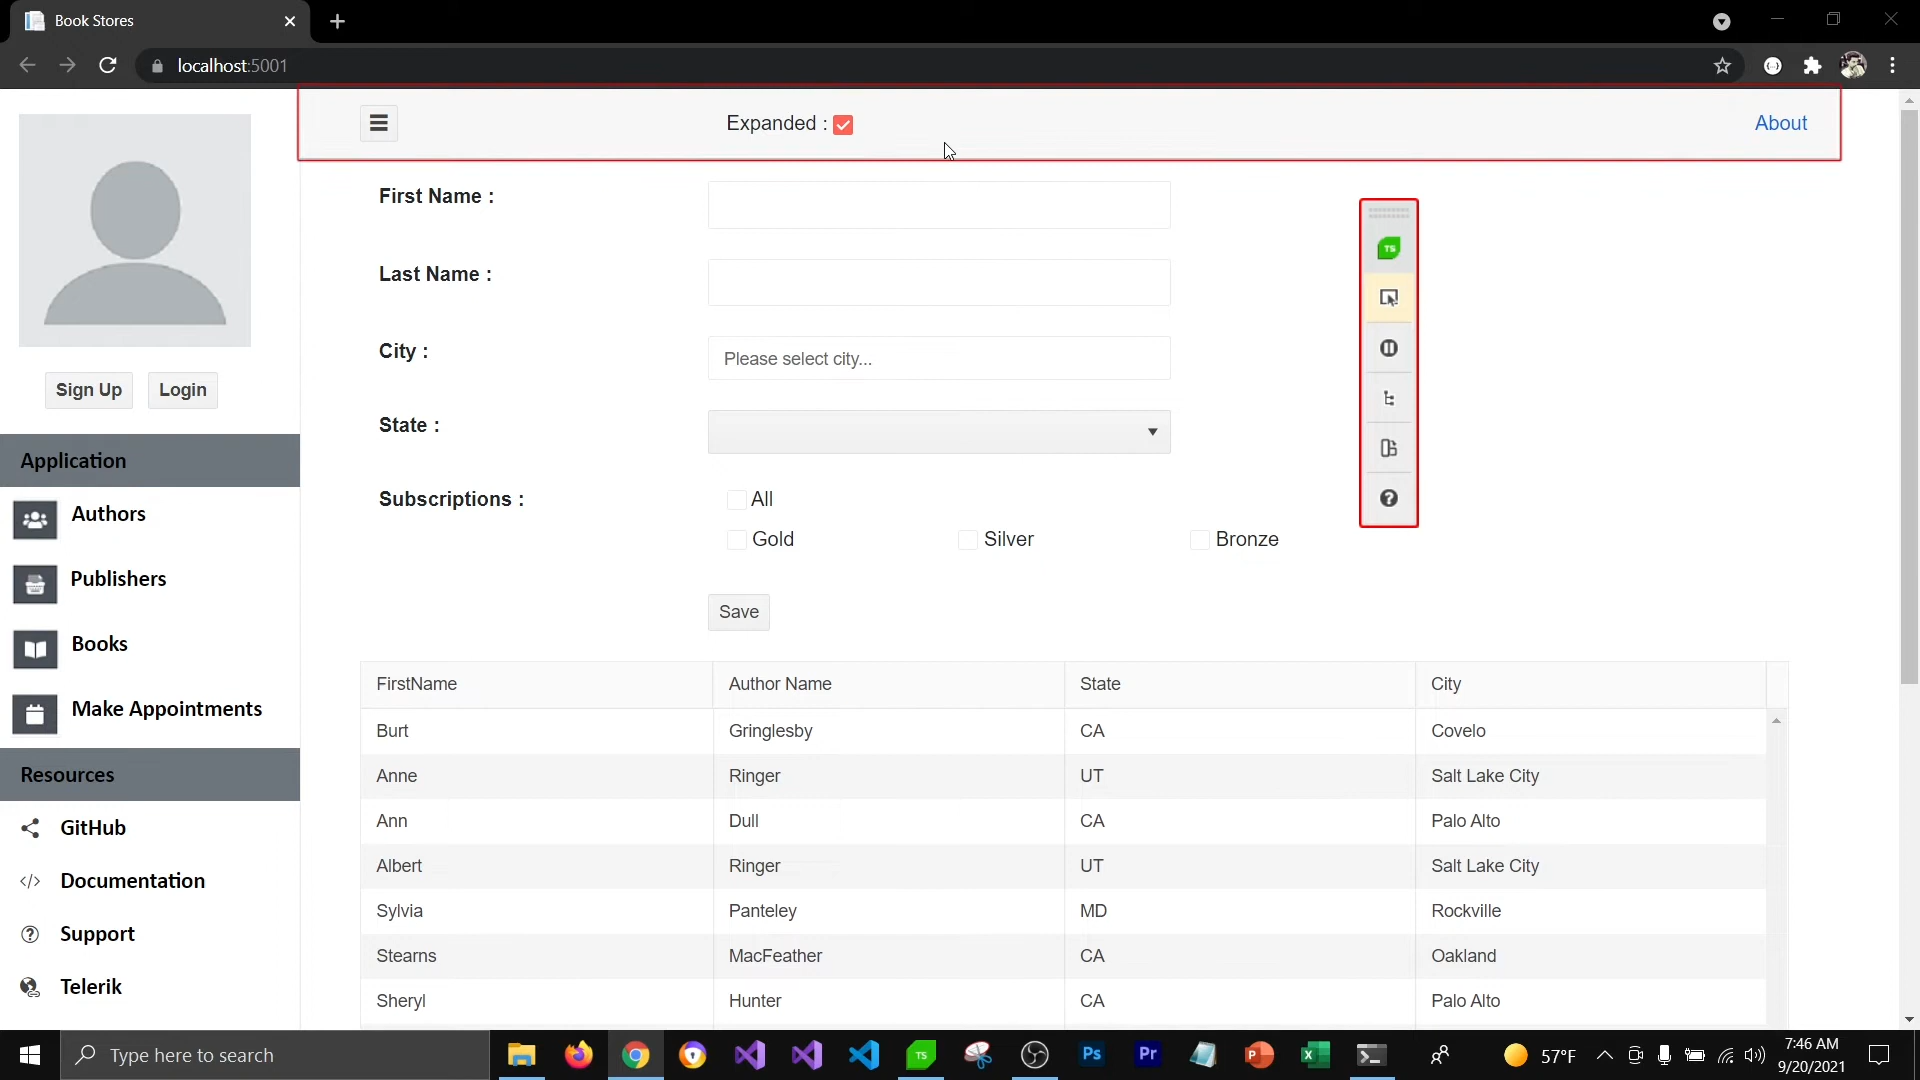 Book Stores
localhost:5001
Expanded :
About
First Name :
Last Name :
City :
Please select city...
State :
Subscriptions :
All
Gold
Silver
Bronze
Save
Sign Up
Login
Application
Authors
Publishers
Books
Make Appointments
Resources
GitHub
Documentation
Support
Telerik
TS
FirstName Author Name State City
Burt Gringlesby CA Covelo
Anne Ringer UT Salt Lake City
Ann Dull CA Palo Alto
Albert Ringer UT Salt Lake City
Sylvia Panteley MD Rockville
Stearns MacFeather CA Oakland
Sheryl Hunter CA Palo Alto
Type here to search
TS
Ps
Pr
57°F
7:46 AM
9/20/2021